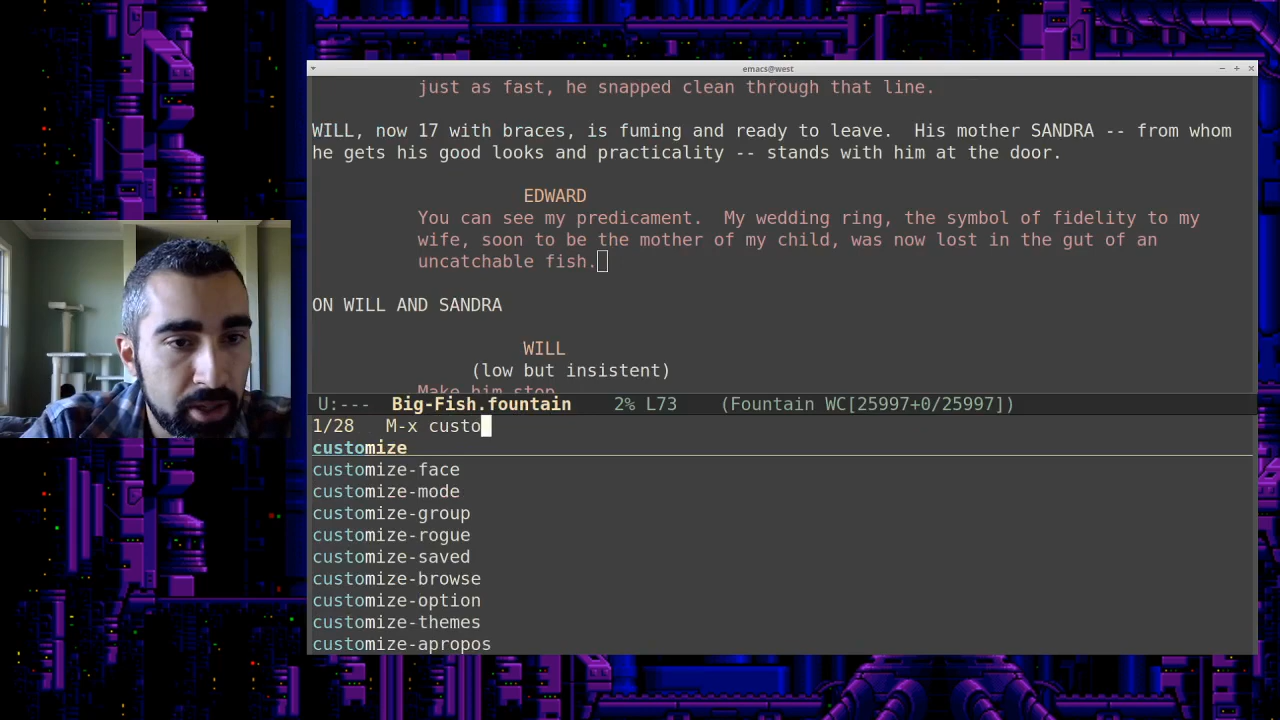 emacs@west
just as fast, he snapped clean through that line.
WILL, now 17 with braces, is fuming and ready to leave.  His mother SANDRA -- from whom
he gets his good looks and practicality -- stands with him at the door.
EDWARD
You can see my predicament.  My wedding ring, the symbol of fidelity to my
wife, soon to be the mother of my child, was now lost in the gut of an
uncatchable fish.
ON WILL AND SANDRA
WILL
(low but insistent)
Make him stop.
U:---  Big-Fish.fountain    2% L73    (Fountain WC[25997+0/25997])
1/28   M-x custo
customize
customize-face
customize-mode
customize-group
customize-rogue
customize-saved
customize-browse
customize-option
customize-themes
customize-apropos